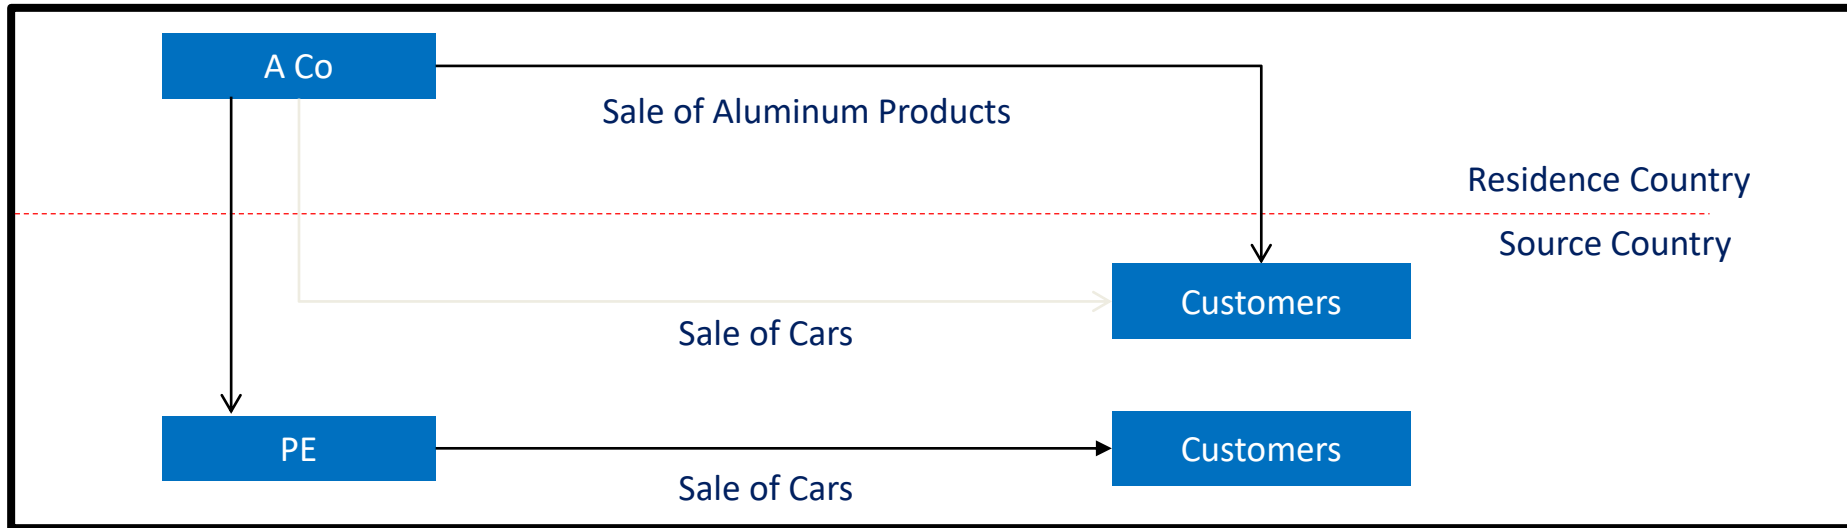 A Co
Sale of Aluminum Products
Residence Country
Source Country
Customers
Sale of Cars
PE
Customers
Sale of Cars